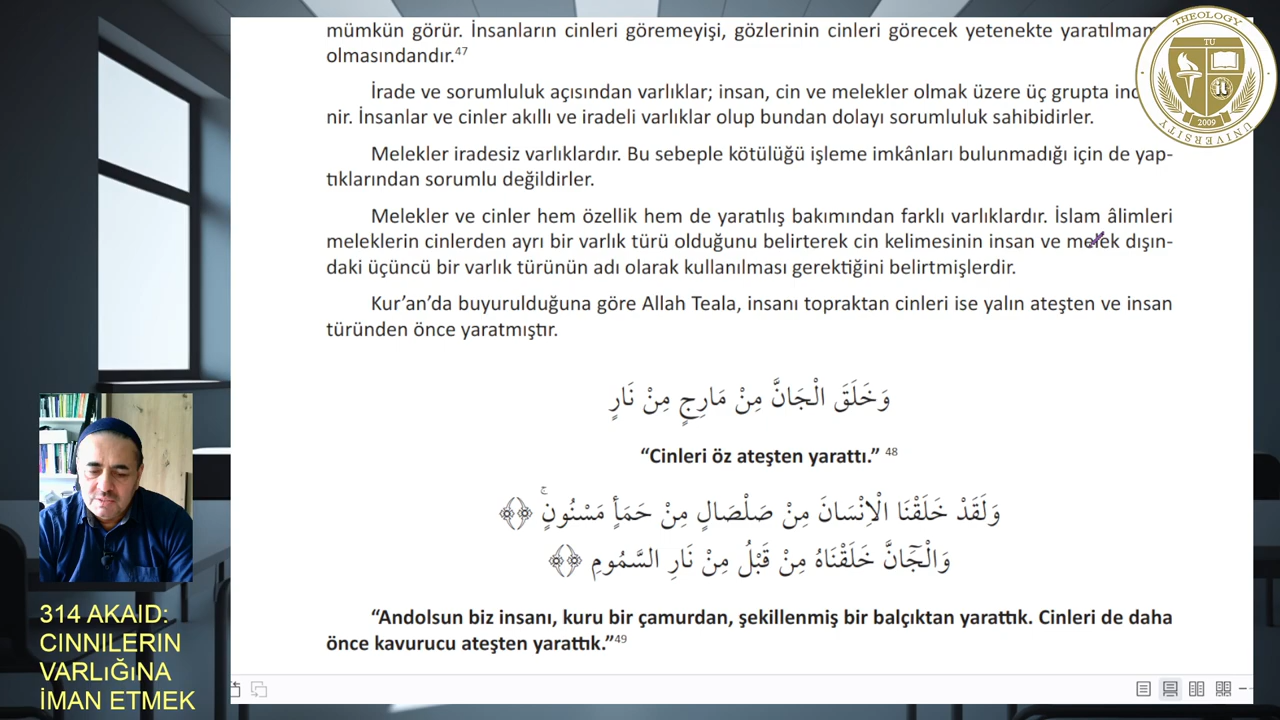 mümkün görür. İnsanların cinleri göremeyişi, gözlerinin cinleri görecek yetenekte
olmasındandır.47
İrade ve sorumluluk açısından varlıklar; insan, cin ve melekler olmak üzere üç grupta
nir. İnsanlar ve cinler akıllı ve iradeli varlıklar olup bundan dolayı sorumluluk sahibidirler.
Melekler iradesiz varlıklardır. Bu sebeple kötülüğü işleme imkânları bulunmadığı için de yap-
tıklarından sorumlu değildirler.
Melekler ve cinler hem özellik hem de yaratılış bakımından farklı varlıklardır. İslam âlimleri
meleklerin cinlerden ayrı bir varlık türü olduğunu belirterek cin kelimesinin insan ve melek dışın-
daki üçüncü bir varlık türünün adı olarak kullanılması gerektiğini belirtmişlerdir.
Kur’an’da buyurulduğuna göre Allah Teala, insanı topraktan cinleri ise yalın ateşten ve insan
türünden önce yaratmıştır.
وَخَلَقَ الْجَانَّ مِنْ مَارِجٍ مِنْ نَارٍ
“Cinleri öz ateşten yarattı.” 48
وَلَقَدْ خَلَقْنَا الْاِنْسَانَ مِنْ صَلْصَالٍ مِنْ حَمَأٍ مَسْنُونٍۚ
وَالْجَٓانَّ خَلَقْنَاهُ مِنْ قَبْلُ مِنْ نَارِ السَّمُومِ
“Andolsun biz insanı, kuru bir çamurdan, şekillenmiş bir balçıktan yarattık. Cinleri de daha
önce kavurucu ateşten yarattık.”49
THEOLOGY
TU
2009
UNIVERSITY
314 AKAID:
CINNILERIN
VARLıĞıNA
İMAN ETMEK